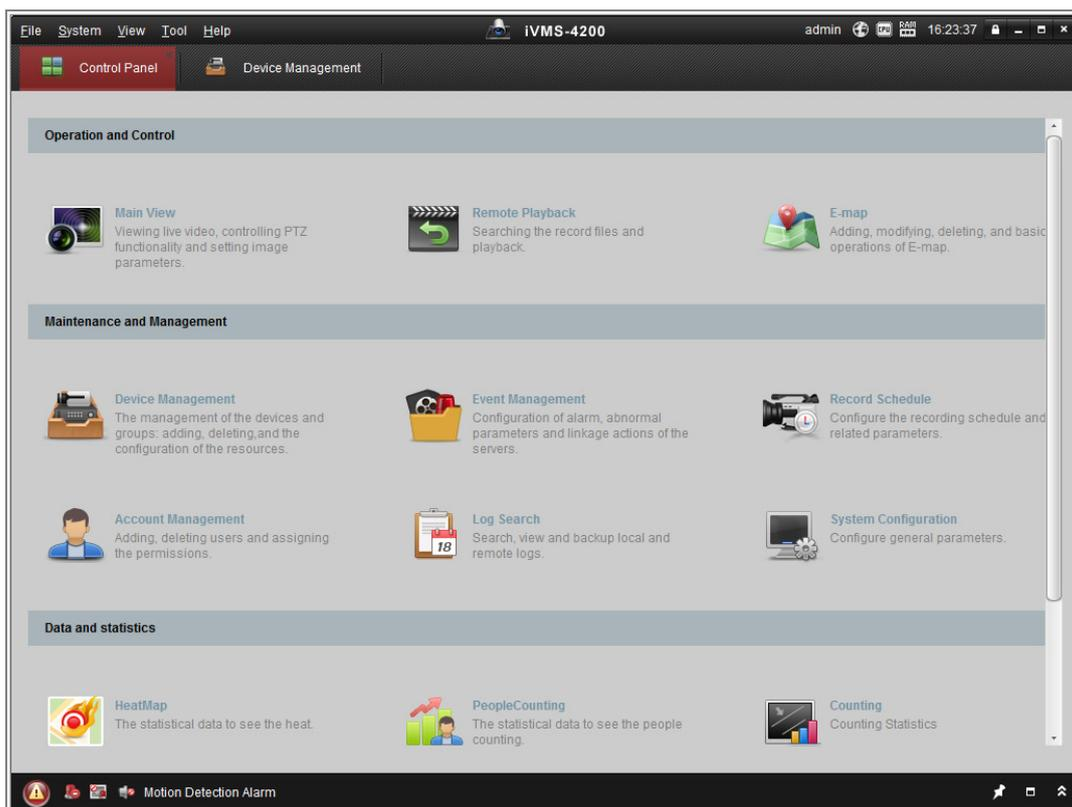 File System View Tool Help
iVMS-4200
admin CPU RAM 16:23:37
Control Panel Device Management
Operation and Control
Main View
Viewing live video, controlling PTZ
functionality and setting image
parameters.
Remote Playback
Searching the record files and
playback.
E-map
Adding, modifying, deleting, and basic
operations of E-map.
Maintenance and Management
Device Management
The management of the devices and
groups: adding, deleting,and the
configuration of the resources.
Event Management
Configuration of alarm, abnormal
parameters and linkage actions of the
servers.
Record Schedule
Configure the recording schedule and
related parameters.
Account Management
Adding, deleting users and assigning
the permissions.
18
Log Search
Search, view and backup local and
remote logs.
System Configuration
Configure general parameters.
Data and statistics
HeatMap
The statistical data to see the heat.
PeopleCounting
The statistical data to see the people
counting.
Counting
Counting Statistics
Motion Detection Alarm